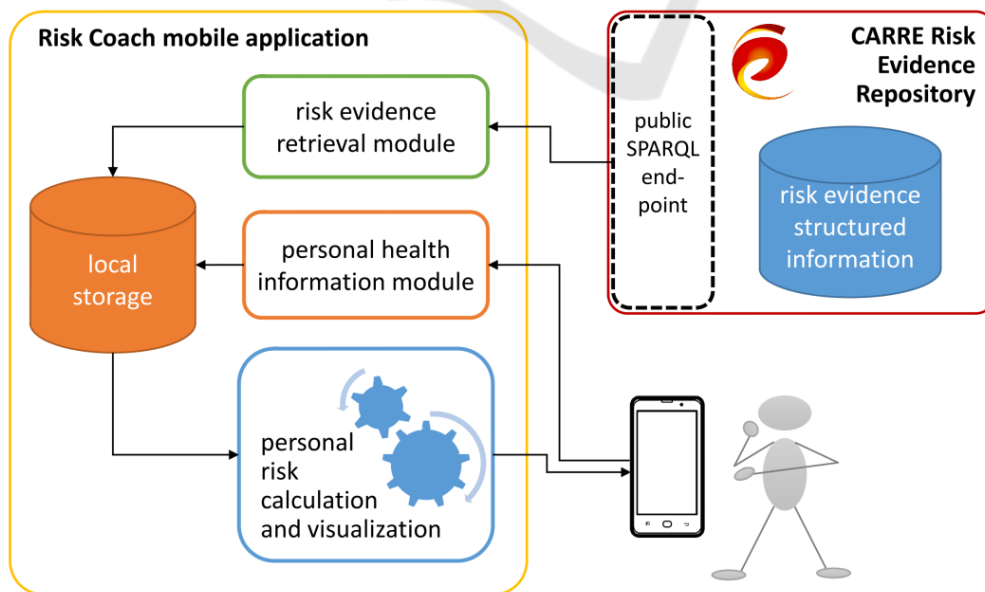 Risk Coach mobile application
risk evidence
retrieval module
personal health
information module
local
storage
personal
risk
calculation
and visualization
CARRE Risk
Evidence
Repository
public
SPARQL
end-
point
risk evidence
structured
information